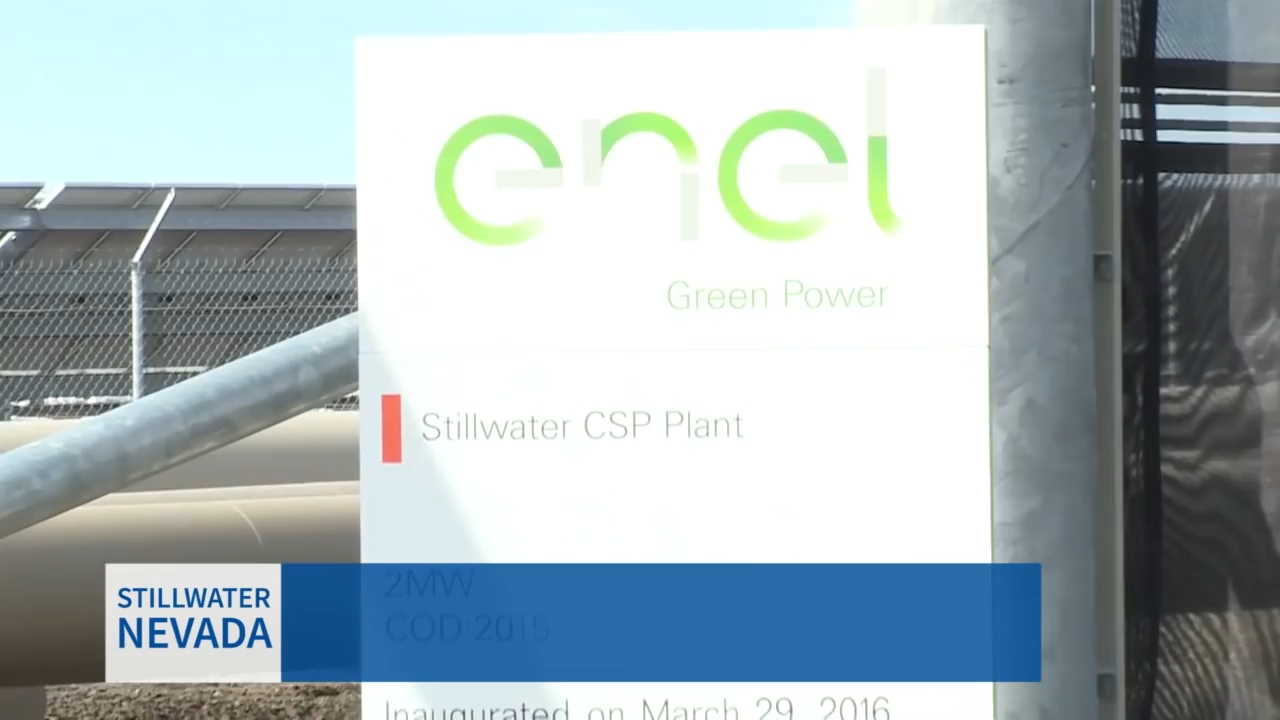 enel
Green Power
Stillwater CSP Plant
2MW
COD:2015
Inaugurated on March 29, 2016
STILLWATER
NEVADA